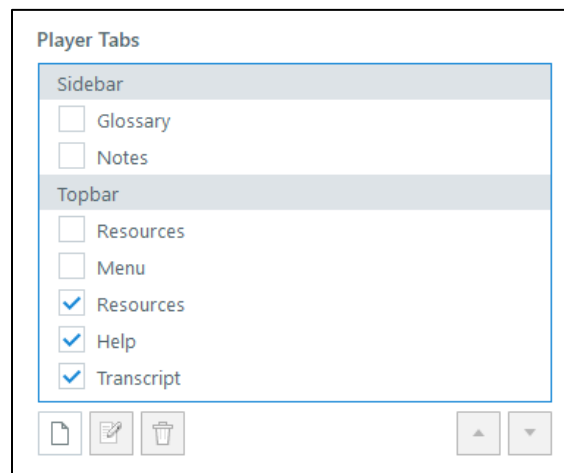 Player Tabs
Sidebar
Glossary
Notes
Topbar
Resources
Menu
Resources
Help
Transcript